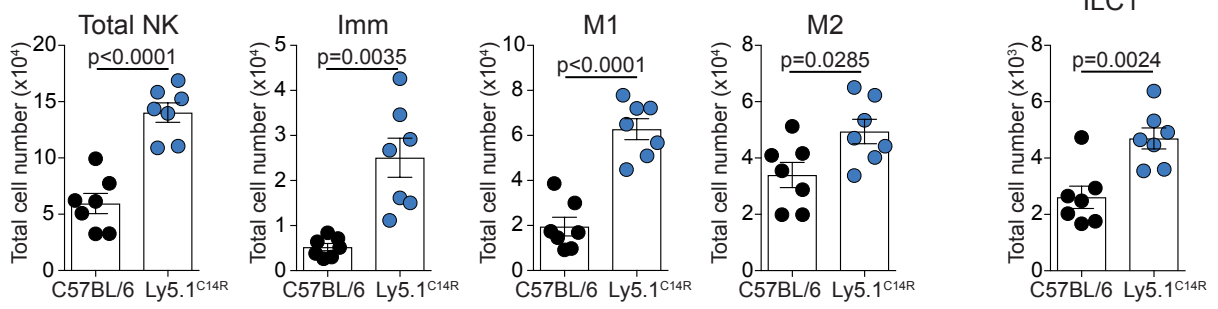 Total NK
Total cell number (x10⁴)
20
15
10
5
0
p<0.0001
C57BL/6 Ly5.1ᶜ¹⁴ᴿ
Imm
Total cell number (x10⁴)
5
4
3
2
1
0
p=0.0035
C57BL/6 Ly5.1ᶜ¹⁴ᴿ
M1
Total cell number (x10⁴)
10
8
6
4
2
0
p<0.0001
C57BL/6 Ly5.1ᶜ¹⁴ᴿ
M2
Total cell number (x10⁴)
8
6
4
2
0
p=0.0285
C57BL/6 Ly5.1ᶜ¹⁴ᴿ
ILC1
Total cell number (x10³)
8
6
4
2
0
p=0.0024
C57BL/6 Ly5.1ᶜ¹⁴ᴿ